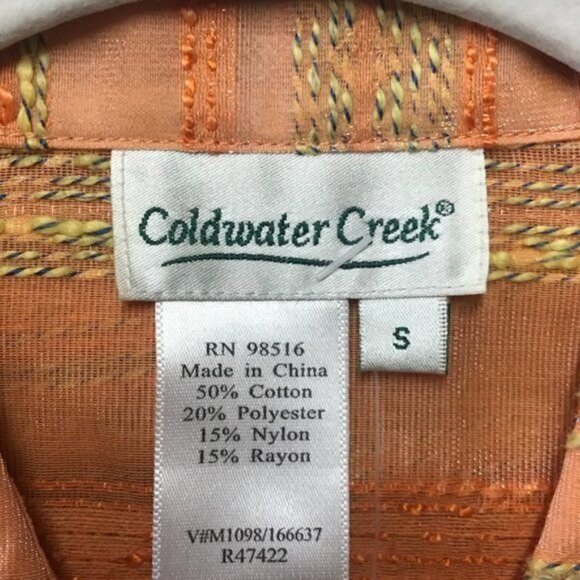 Coldwater Creek®
S
RN 98516
Made in China
50% Cotton
20% Polyester
15% Nylon
15% Rayon
V#M1098/166637
R47422